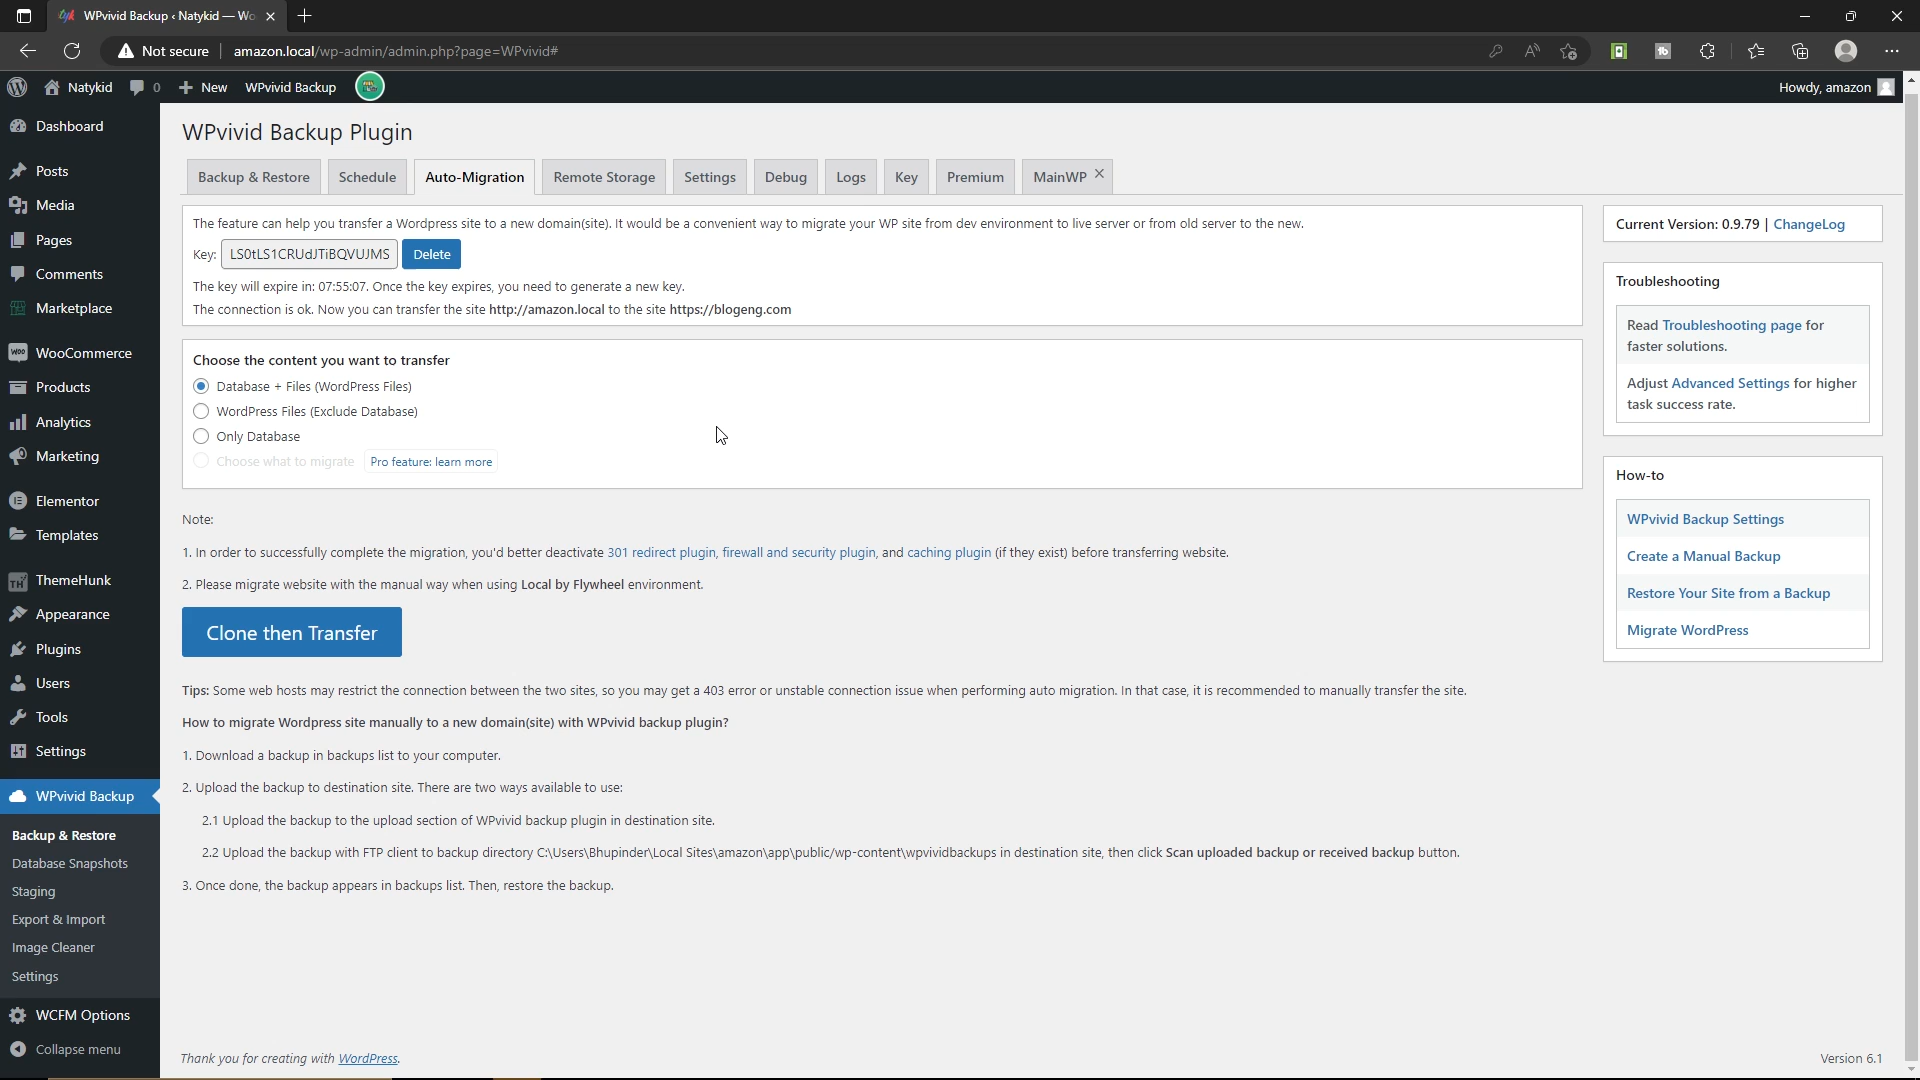 WPvivid Backup ‹ Natykid — Wo
Not secure
amazon.local/wp-admin/admin.php?page=WPvivid#
Natykid
0
New
WPvivid Backup
Howdy, amazon
Dashboard
Posts
Media
Pages
Comments
Marketplace
WooCommerce
Products
Analytics
Marketing
Elementor
Templates
ThemeHunk
Appearance
Plugins
Users
Tools
Settings
WPvivid Backup
Backup & Restore
Database Snapshots
Staging
Export & Import
Image Cleaner
Settings
WCFM Options
Collapse menu
WPvivid Backup Plugin
Backup & Restore
Schedule
Auto-Migration
Remote Storage
Settings
Debug
Logs
Key
Premium
MainWP
The feature can help you transfer a Wordpress site to a new domain(site). It would be a convenient way to migrate your WP site from dev environment to live server or from old server to the new.
Key: LS0tLS1CRUdJTiBQVUJMS Delete
The key will expire in: 07:55:07. Once the key expires, you need to generate a new key.
The connection is ok. Now you can transfer the site http://amazon.local to the site https://blogeng.com
Choose the content you want to transfer
Database + Files (WordPress Files)
WordPress Files (Exclude Database)
Only Database
Choose what to migrate Pro feature: learn more
Note:
1. In order to successfully complete the migration, you'd better deactivate 301 redirect plugin, firewall and security plugin, and caching plugin (if they exist) before transferring website.
2. Please migrate website with the manual way when using Local by Flywheel environment.
Clone then Transfer
Tips: Some web hosts may restrict the connection between the two sites, so you may get a 403 error or unstable connection issue when performing auto migration. In that case, it is recommended to manually transfer the site.
How to migrate Wordpress site manually to a new domain(site) with WPvivid backup plugin?
1. Download a backup in backups list to your computer.
2. Upload the backup to destination site. There are two ways available to use:
2.1 Upload the backup to the upload section of WPvivid backup plugin in destination site.
2.2 Upload the backup with FTP client to backup directory C:\Users\Bhupinder\Local Sites\amazon\app\public/wp-content\wpvividbackups in destination site, then click Scan uploaded backup or received backup button.
3. Once done, the backup appears in backups list. Then, restore the backup.
Current Version: 0.9.79 | ChangeLog
Troubleshooting
Read Troubleshooting page for
faster solutions.
Adjust Advanced Settings for higher
task success rate.
How-to
WPvivid Backup Settings
Create a Manual Backup
Restore Your Site from a Backup
Migrate WordPress
Thank you for creating with WordPress.
Version 6.1